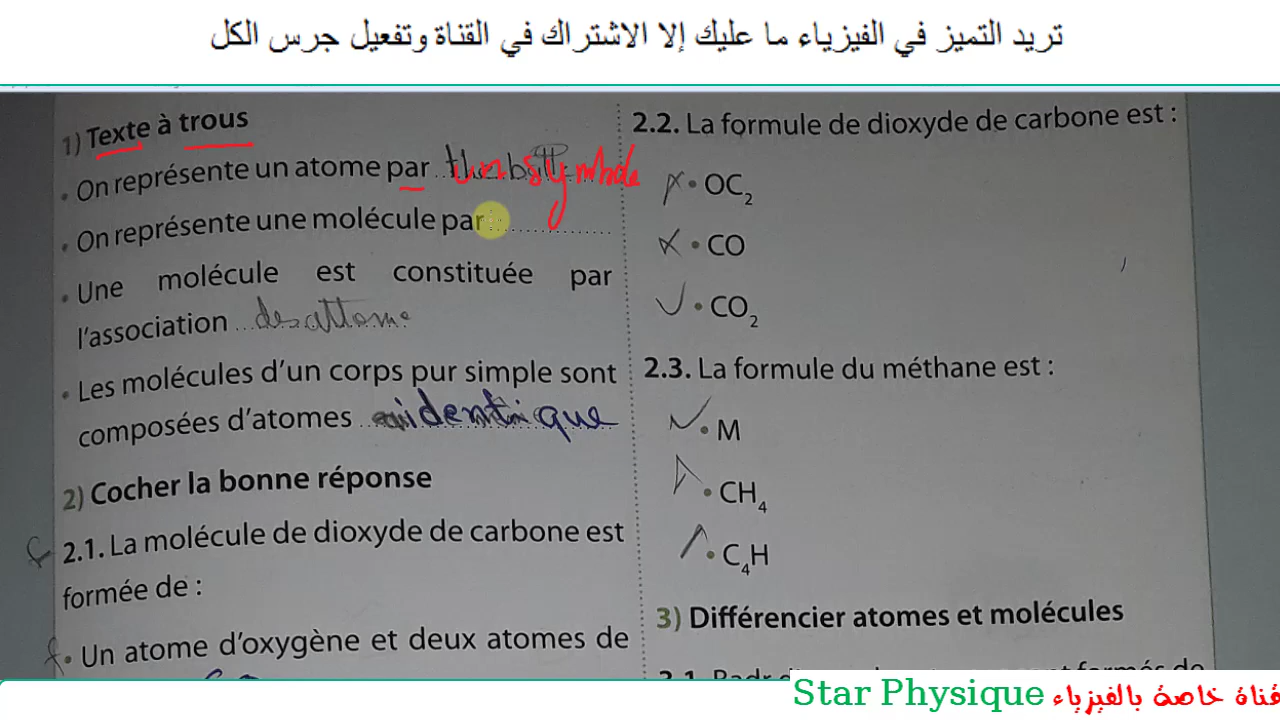 تريد التميز في الفيزياء ما عليك إلا الاشتراك في القناة وتفعيل جرس الكل
1) Texte à trous
• On représente un atome par un symbole
• On représente une molécule par
• Une molécule est constituée par
l'association des attome
• Les molécules d'un corps pur simple sont
composées d'atomes identique
2) Cocher la bonne réponse
2.1. La molécule de dioxyde de carbone est
formée de :
• Un atome d'oxygène et deux atomes de
2.2. La formule de dioxyde de carbone est :
• OC₂
• CO
• CO₂
2.3. La formule du méthane est :
• M
• CH₄
• C₄H
3) Différencier atomes et molécules
Star Physique قناة خاصة بالفيزياء